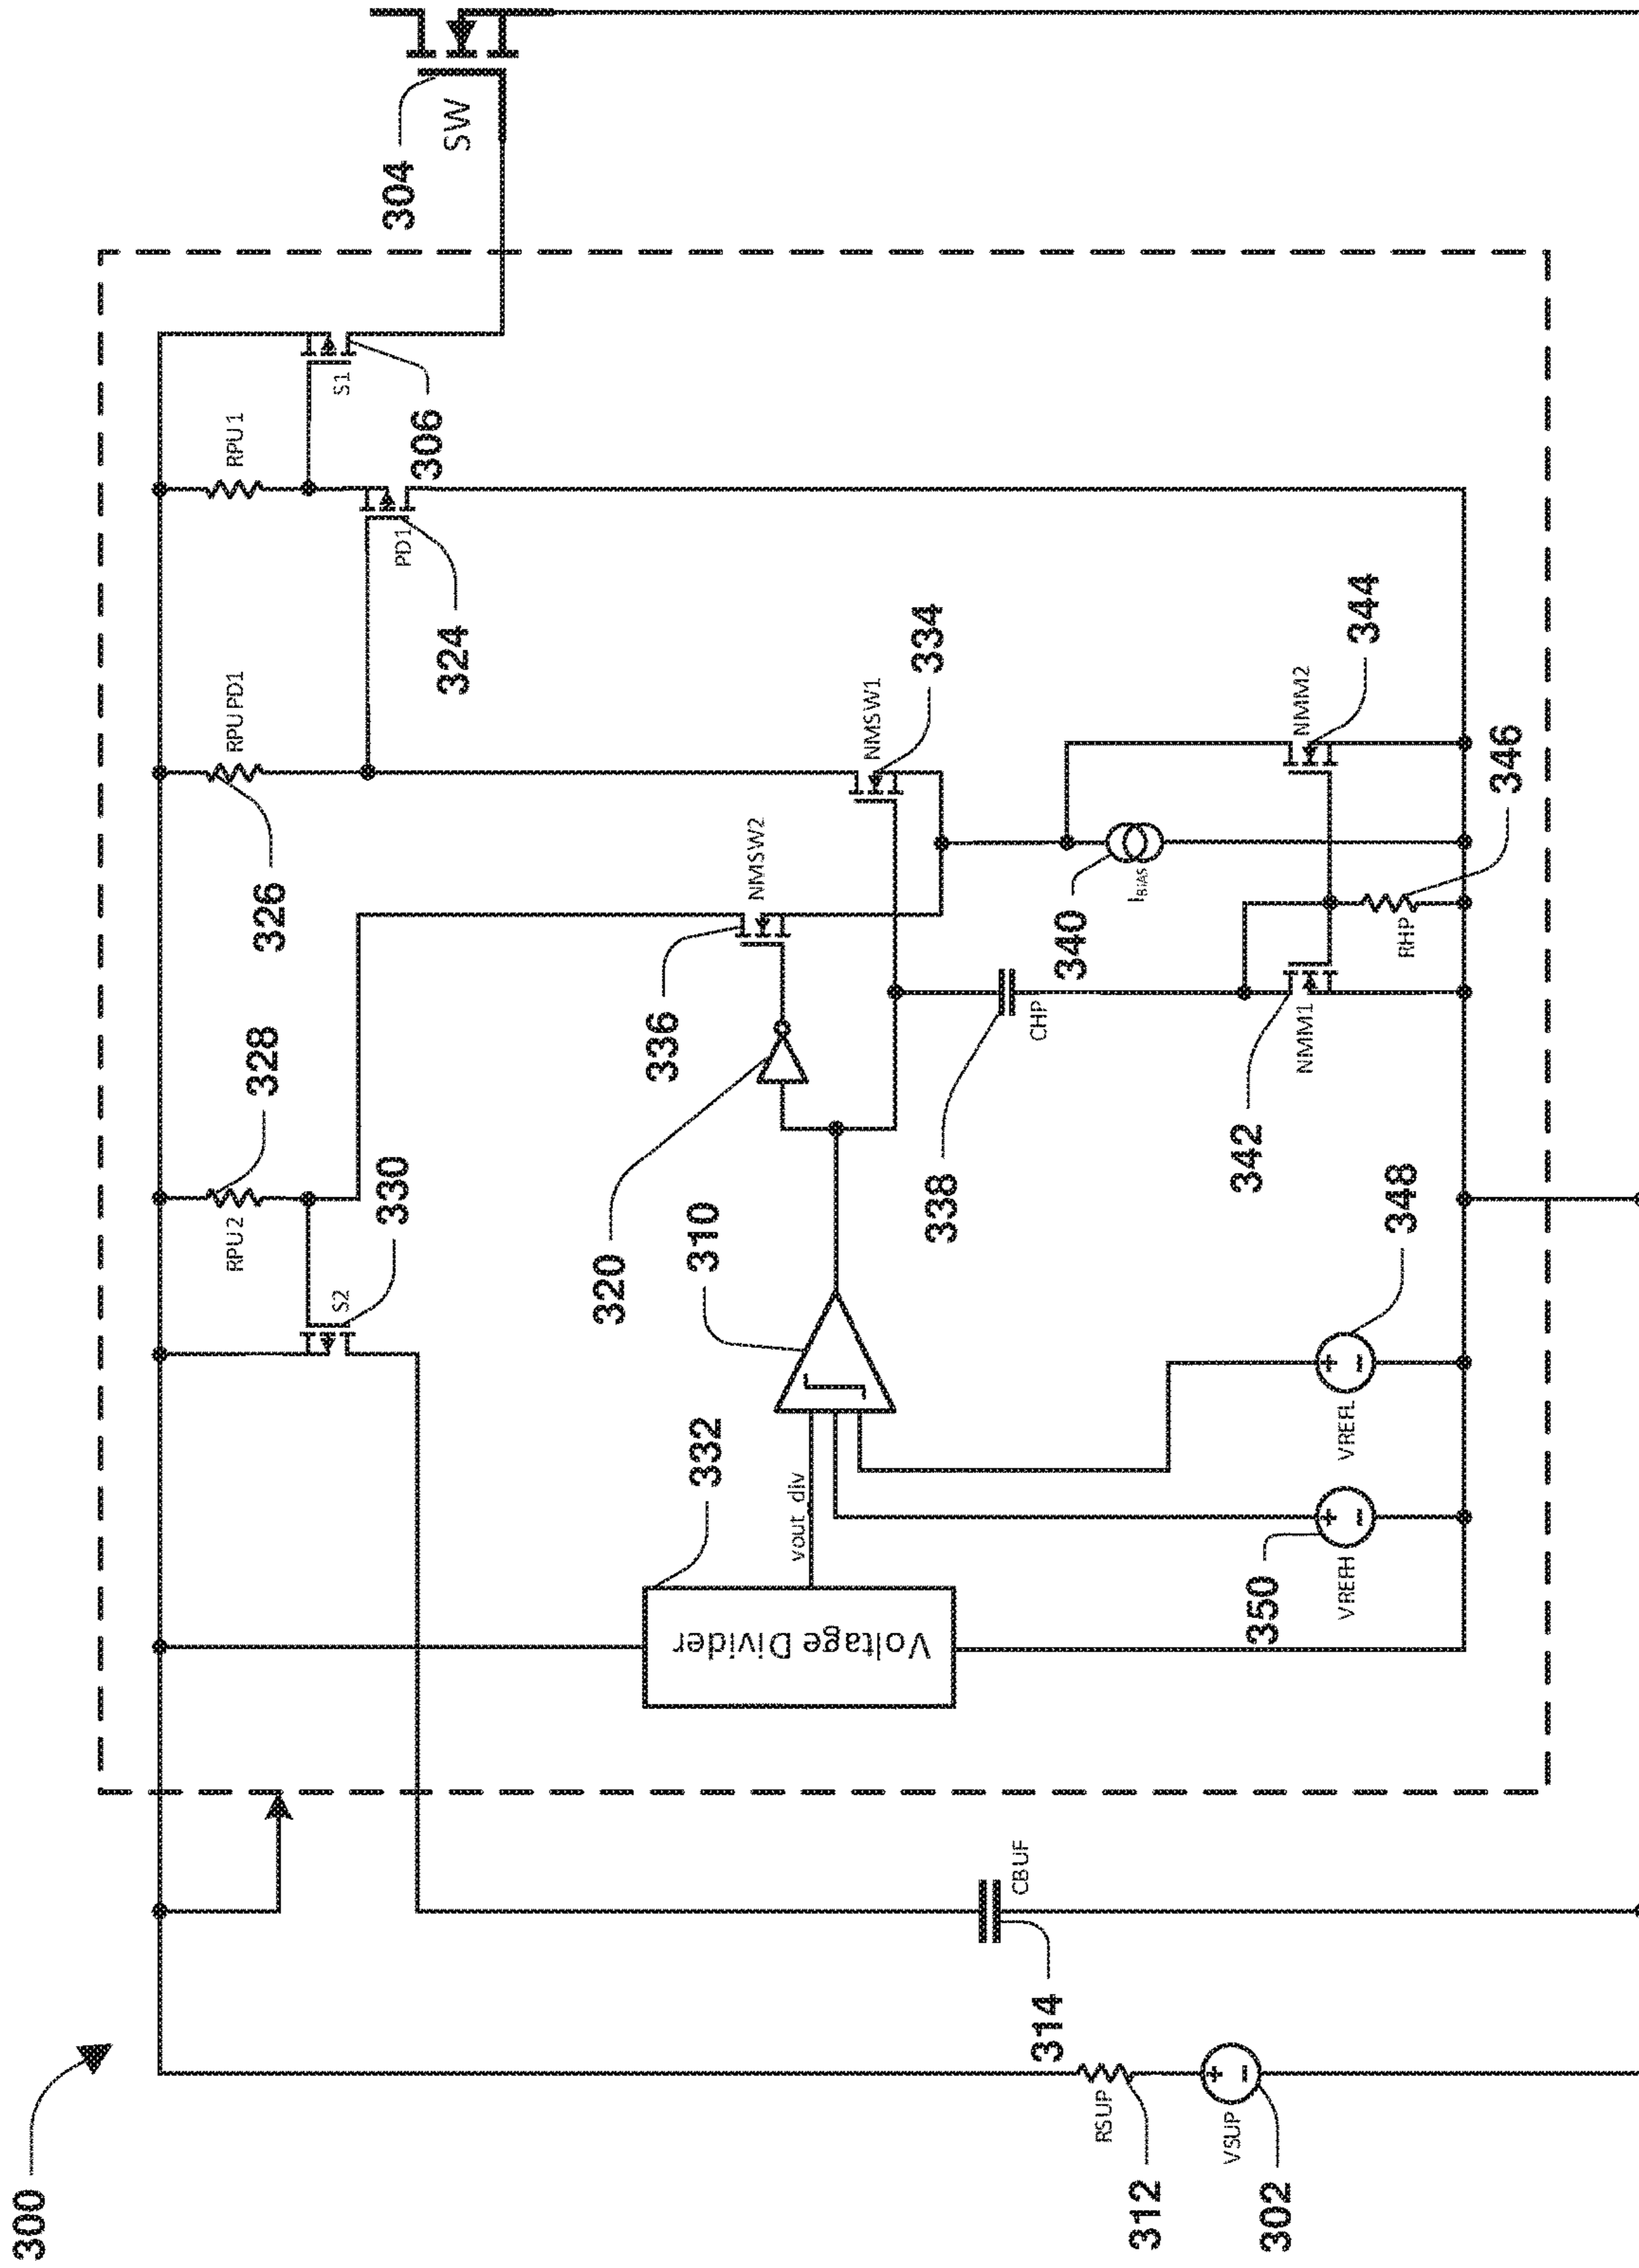 300
304
SW
RPU1
S1
306
PD1
324
RPUPD1
326
RPU2
328
S2
330
NMSW2
336
NMSW1
334
320
310
332
vout_div
Voltage Divider
CHP
338
340
IBIAS
NMM2
344
346
RHP
NMM1
342
348
VREFL
350
VREFH
CBUF
314
RSUP
312
VSUP
302